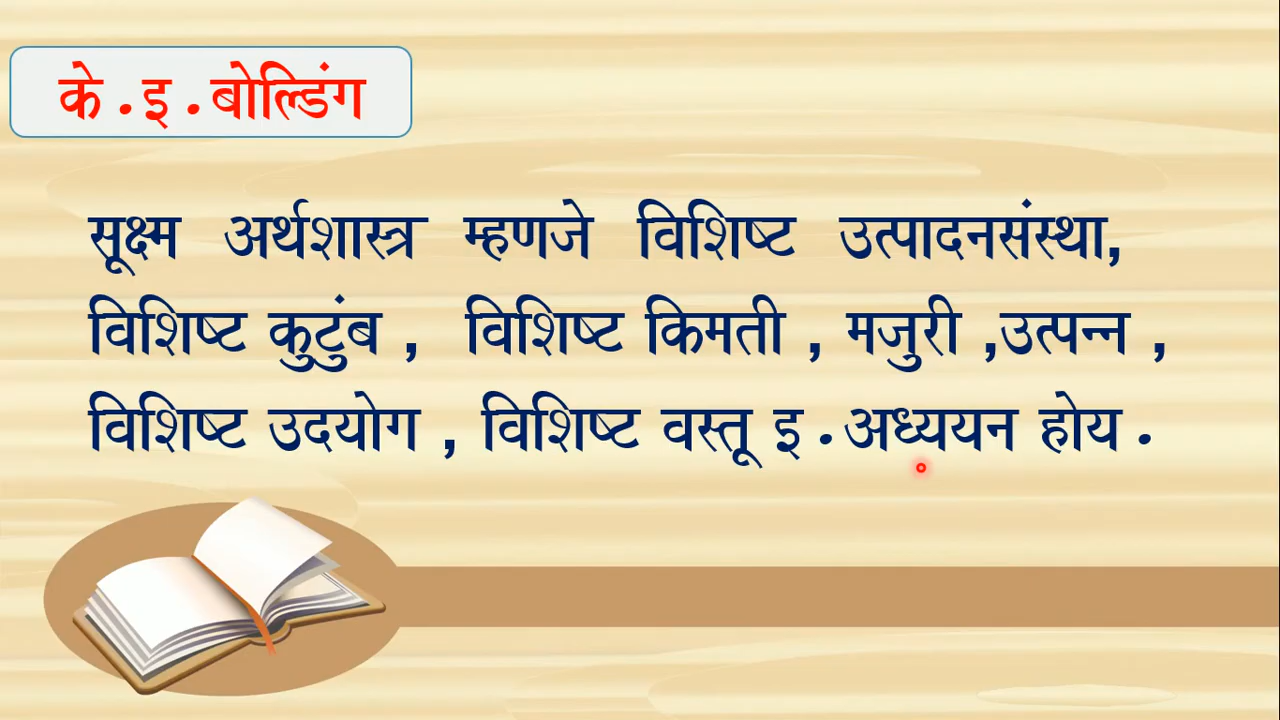 के.इ.बोल्डिंग
सूक्ष्म अर्थशास्त्र म्हणजे विशिष्ट उत्पादनसंस्था,
विशिष्ट कुटुंब , विशिष्ट किमती , मजुरी ,उत्पन्न ,
विशिष्ट उदयोग , विशिष्ट वस्तू इ.अध्ययन होय .